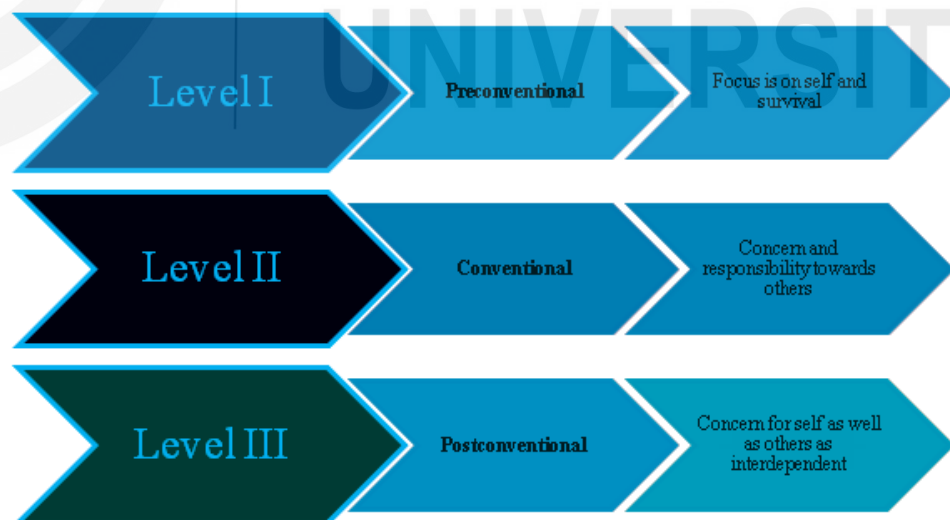 UNIVERSIT
Level I
Preconventional
Focus is on self and
survival
Level II
Conventional
Concern and
responsibility towards
others
Level III
Postconventional
Concern for self as well
as others as
interdependent